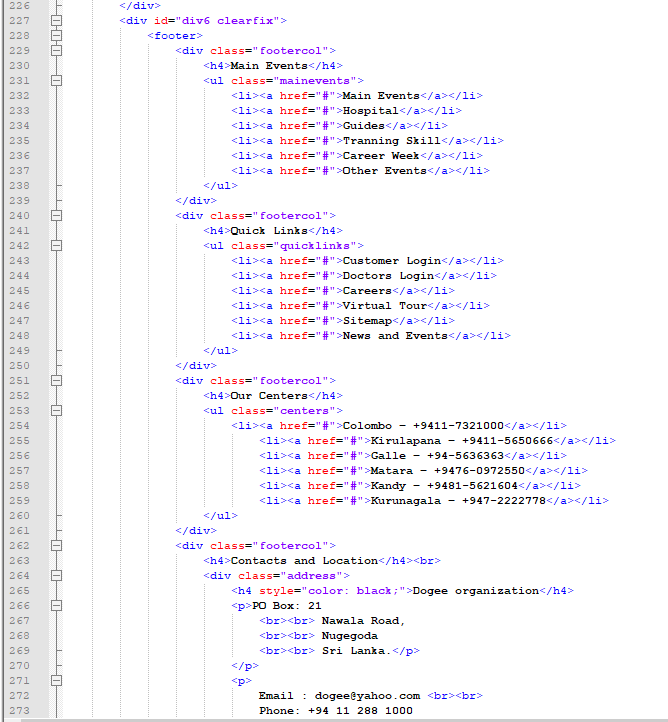 226 </div>
227 <div id="div6 clearfix">
228 <footer>
229 <div class="footercol">
230 <h4>Main Events</h4>
231 <ul class="mainevents">
232 <li><a href="#">Main Events</a></li>
233 <li><a href="#">Hospital</a></li>
234 <li><a href="#">Guides</a></li>
235 <li><a href="#">Tranning Skill</a></li>
236 <li><a href="#">Career Week</a></li>
237 <li><a href="#">Other Events</a></li>
238 </ul>
239 </div>
240 <div class="footercol">
241 <h4>Quick Links</h4>
242 <ul class="quicklinks">
243 <li><a href="#">Customer Login</a></li>
244 <li><a href="#">Doctors Login</a></li>
245 <li><a href="#">Careers</a></li>
246 <li><a href="#">Virtual Tour</a></li>
247 <li><a href="#">Sitemap</a></li>
248 <li><a href="#">News and Events</a></li>
249 </ul>
250 </div>
251 <div class="footercol">
252 <h4>Our Centers</h4>
253 <ul class="centers">
254 <li><a href="#">Colombo – +9411-7321000</a></li>
255 <li><a href="#">Kirulapana – +9411-5650666</a></li>
256 <li><a href="#">Galle – +94-5636363</a></li>
257 <li><a href="#">Matara – +9476-0972550</a></li>
258 <li><a href="#">Kandy – +9481-5621604</a></li>
259 <li><a href="#">Kurunagala – +947-2222778</a></li>
260 </ul>
261 </div>
262 <div class="footercol">
263 <h4>Contacts and Location</h4><br>
264 <div class="address">
265 <h4 style="color: black;">Dogee organization</h4>
266 <p>PO Box: 21
267 <br><br> Nawala Road,
268 <br><br> Nugegoda
269 <br><br> Sri Lanka.</p>
270 </p>
271 <p>
272 Email : dogee@yahoo.com <br><br>
273 Phone: +94 11 288 1000